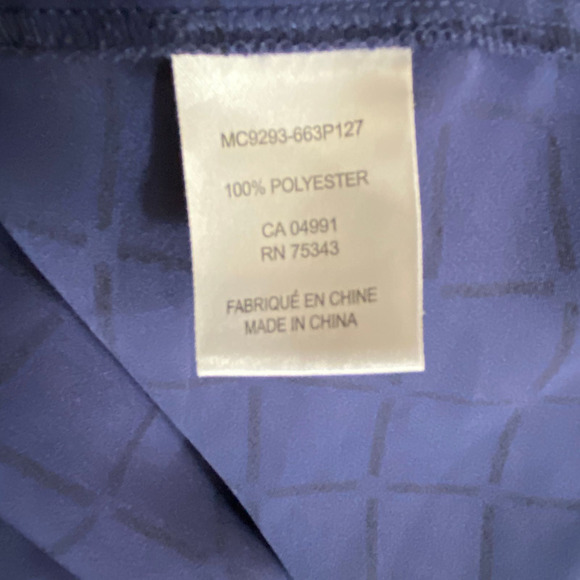 MC9293-663P127
100% POLYESTER
CA 04991
RN 75343
FABRIQUÉ EN CHINE
MADE IN CHINA